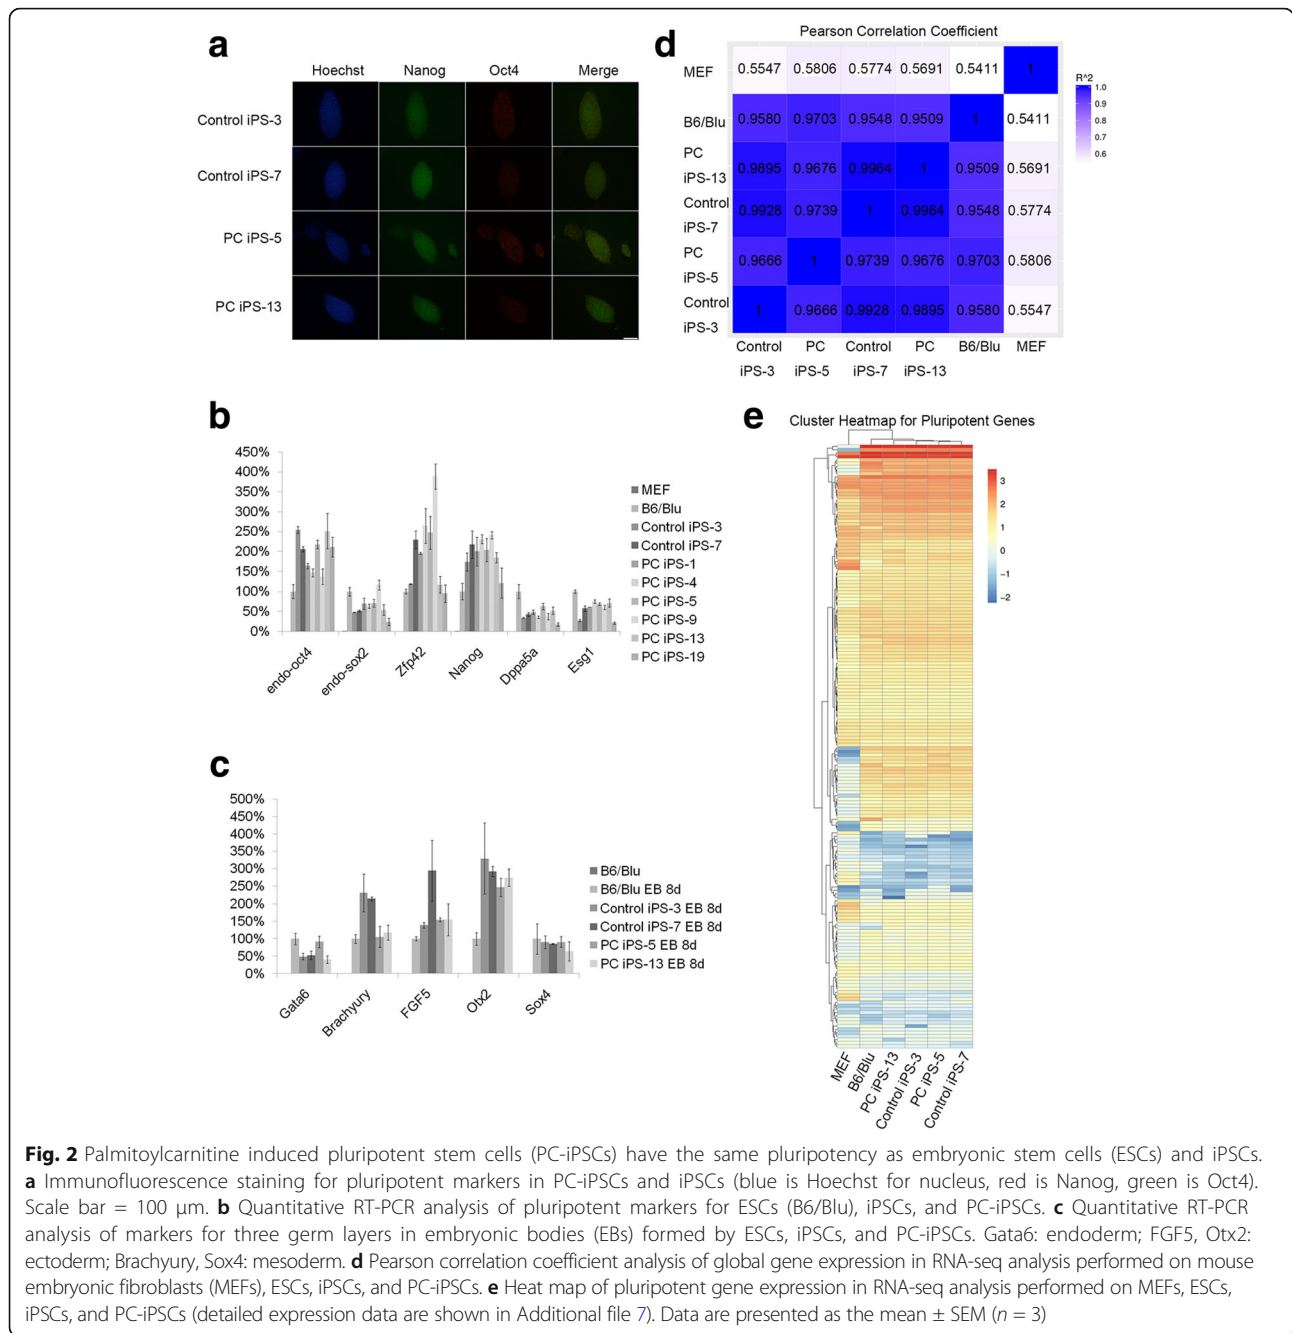 a
Hoechst Nanog Oct4 Merge
Control iPS-3
Control iPS-7
PC iPS-5
PC iPS-13
d
Pearson Correlation Coefficient
MEF 0.5547 0.5806 0.5774 0.5691 0.5411 1
B6/Blu 0.9580 0.9703 0.9548 0.9509 1 0.5411
PC iPS-13 0.9895 0.9676 0.9964 1 0.9509 0.5691
Control iPS-7 0.9928 0.9739 1 0.9964 0.9548 0.5774
PC iPS-5 0.9666 1 0.9739 0.9676 0.9703 0.5806
Control iPS-3 1 0.9666 0.9928 0.9895 0.9580 0.5547
Control PC Control PC B6/Blu MEF
iPS-3 iPS-5 iPS-7 iPS-13
R^2
1.0
0.9
0.8
0.7
0.6
b
450%
400%
350%
300%
250%
200%
150%
100%
50%
0%
endo-oct4 endo-sox2 Zfp42 Nanog Dppa5a Esg1
MEF
B6/Blu
Control iPS-3
Control iPS-7
PC iPS-1
PC iPS-4
PC iPS-5
PC iPS-9
PC iPS-13
PC iPS-19
c
500%
450%
400%
350%
300%
250%
200%
150%
100%
50%
0%
Gata6 Brachyury FGF5 Otx2 Sox4
B6/Blu
B6/Blu EB 8d
Control iPS-3 EB 8d
Control iPS-7 EB 8d
PC iPS-5 EB 8d
PC iPS-13 EB 8d
e
Cluster Heatmap for Pluripotent Genes
3
2
1
0
−1
−2
MEF B6/Blu PC iPS-13 Control iPS-3 PC iPS-5 Control iPS-7
Fig. 2 Palmitoylcarnitine induced pluripotent stem cells (PC-iPSCs) have the same pluripotency as embryonic stem cells (ESCs) and iPSCs.
a Immunofluorescence staining for pluripotent markers in PC-iPSCs and iPSCs (blue is Hoechst for nucleus, red is Nanog, green is Oct4).
Scale bar = 100 μm. b Quantitative RT-PCR analysis of pluripotent markers for ESCs (B6/Blu), iPSCs, and PC-iPSCs. c Quantitative RT-PCR
analysis of markers for three germ layers in embryonic bodies (EBs) formed by ESCs, iPSCs, and PC-iPSCs. Gata6: endoderm; FGF5, Otx2:
ectoderm; Brachyury, Sox4: mesoderm. d Pearson correlation coefficient analysis of global gene expression in RNA-seq analysis performed on mouse
embryonic fibroblasts (MEFs), ESCs, iPSCs, and PC-iPSCs. e Heat map of pluripotent gene expression in RNA-seq analysis performed on MEFs, ESCs,
iPSCs, and PC-iPSCs (detailed expression data are shown in Additional file 7). Data are presented as the mean ± SEM (n = 3)